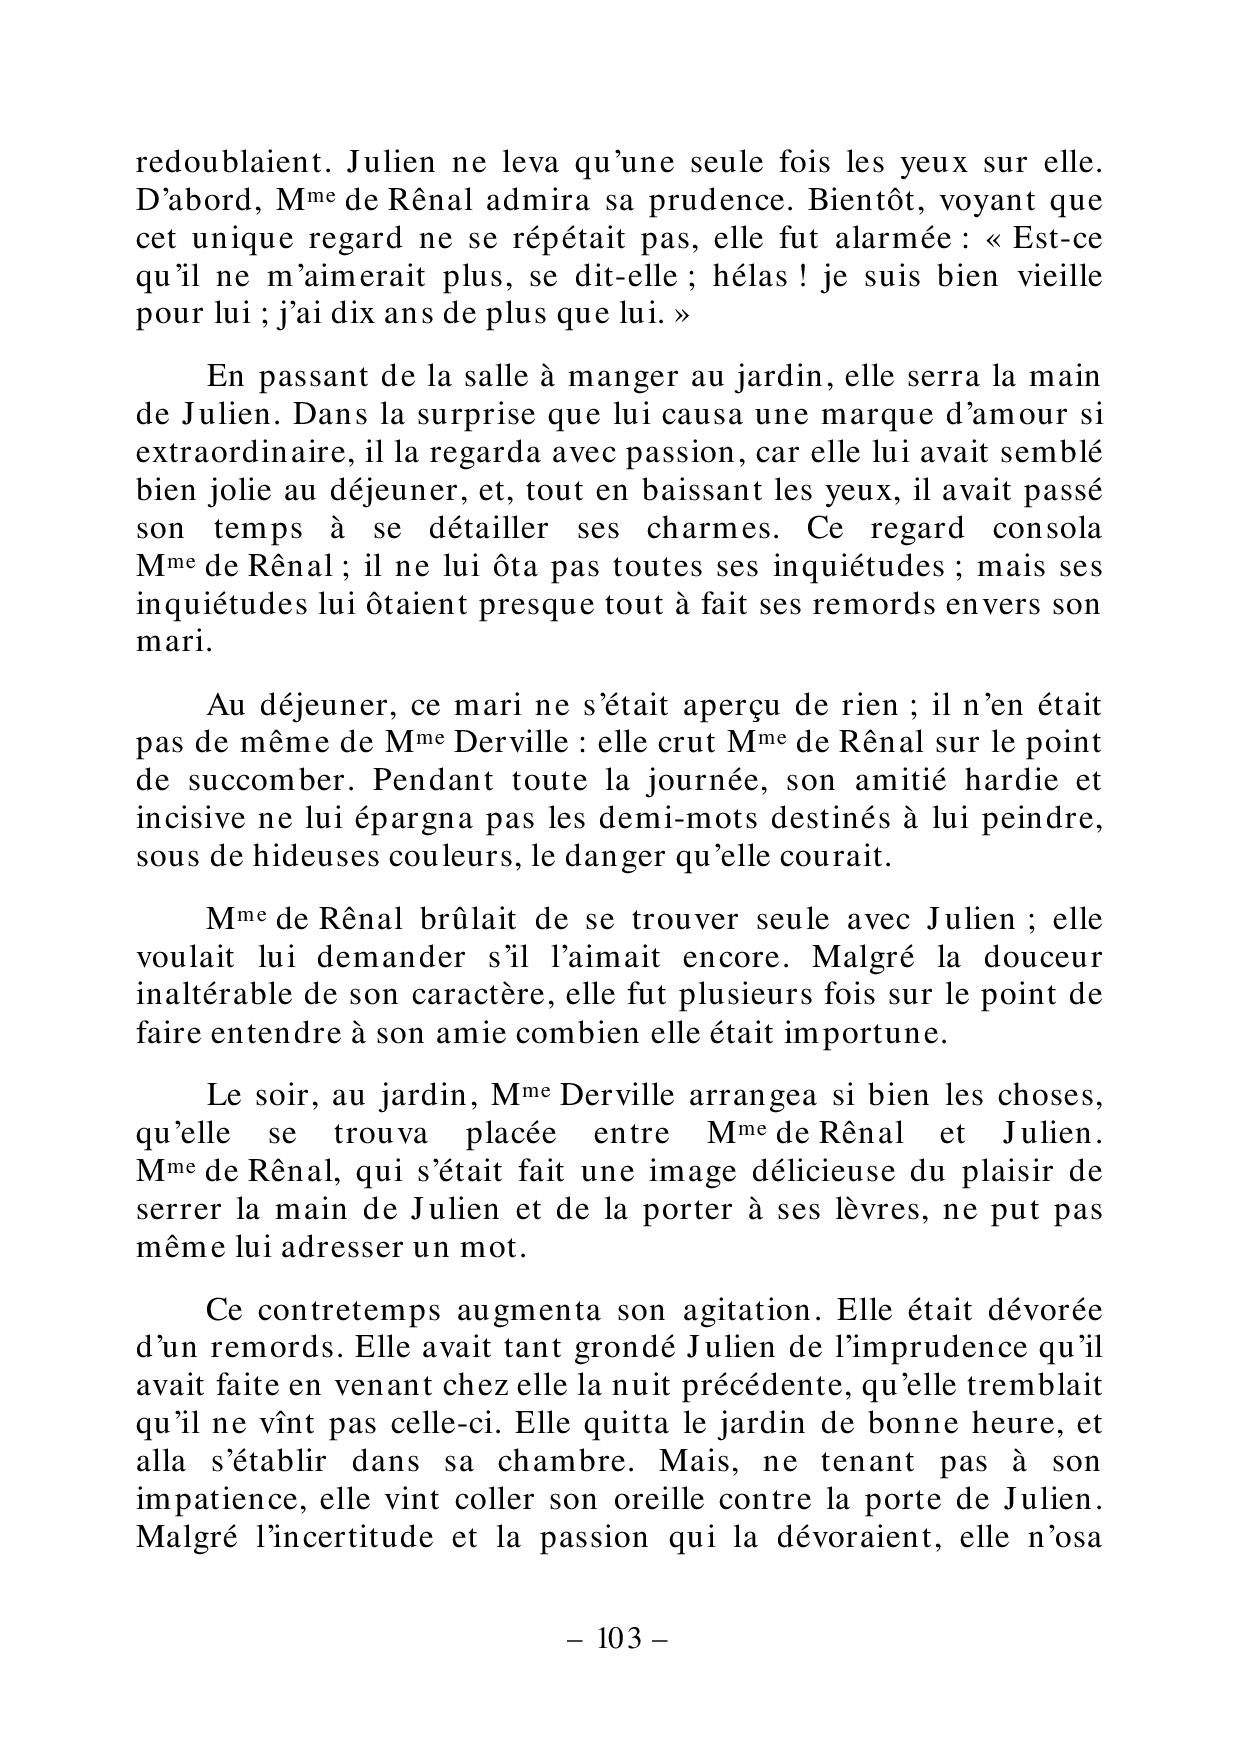 redoublaient. Julien ne leva qu’une seule fois les yeux sur elle.
D’abord, Mme de Rênal admira sa prudence. Bientôt, voyant que
cet unique regard ne se répétait pas, elle fut alarmée : « Est-ce
qu’il ne m’aimerait plus, se dit-elle ; hélas ! je suis bien vieille
pour lui ; j’ai dix ans de plus que lui. »
En passant de la salle à manger au jardin, elle serra la main
de Julien. Dans la surprise que lui causa une marque d’amour si
extraordinaire, il la regarda avec passion, car elle lui avait semblé
bien jolie au déjeuner, et, tout en baissant les yeux, il avait passé
son temps à se détailler ses charmes. Ce regard consola
Mme de Rênal ; il ne lui ôta pas toutes ses inquiétudes ; mais ses
inquiétudes lui ôtaient presque tout à fait ses remords envers son
mari.
Au déjeuner, ce mari ne s’était aperçu de rien ; il n’en était
pas de même de Mme Derville : elle crut Mme de Rênal sur le point
de succomber. Pendant toute la journée, son amitié hardie et
incisive ne lui épargna pas les demi-mots destinés à lui peindre,
sous de hideuses couleurs, le danger qu’elle courait.
Mme de Rênal brûlait de se trouver seule avec Julien ; elle
voulait lui demander s’il l’aimait encore. Malgré la douceur
inaltérable de son caractère, elle fut plusieurs fois sur le point de
faire entendre à son amie combien elle était importune.
Le soir, au jardin, Mme Derville arrangea si bien les choses,
qu’elle se trouva placée entre Mme de Rênal et Julien.
Mme de Rênal, qui s’était fait une image délicieuse du plaisir de
serrer la main de Julien et de la porter à ses lèvres, ne put pas
même lui adresser un mot.
Ce contretemps augmenta son agitation. Elle était dévorée
d’un remords. Elle avait tant grondé Julien de l’imprudence qu’il
avait faite en venant chez elle la nuit précédente, qu’elle tremblait
qu’il ne vînt pas celle-ci. Elle quitta le jardin de bonne heure, et
alla s’établir dans sa chambre. Mais, ne tenant pas à son
impatience, elle vint coller son oreille contre la porte de Julien.
Malgré l’incertitude et la passion qui la dévoraient, elle n’osa
– 103 –